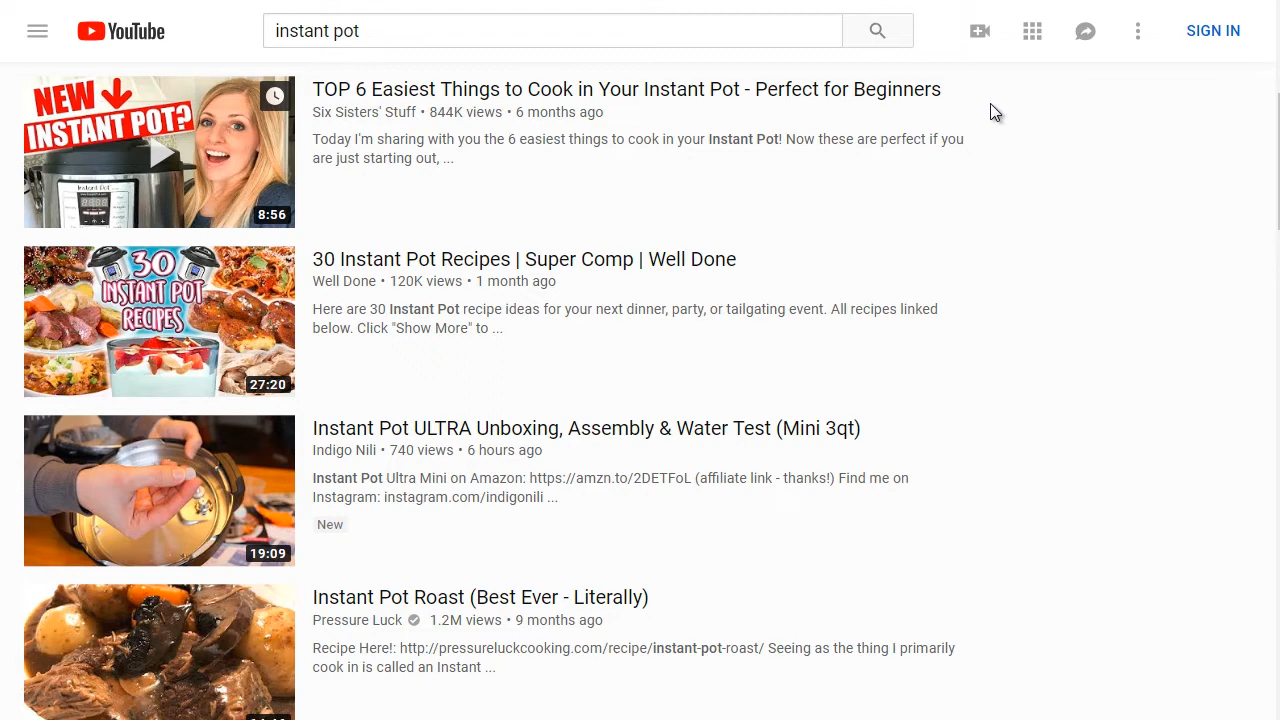 YouTube
instant pot
SIGN IN
NEW
INSTANT POT?
Instant Pot
8:56
TOP 6 Easiest Things to Cook in Your Instant Pot - Perfect for Beginners
Six Sisters' Stuff • 844K views • 6 months ago
Today I'm sharing with you the 6 easiest things to cook in your Instant Pot! Now these are perfect if you
are just starting out, ...
30
INSTANT POT
RECIPES
27:20
30 Instant Pot Recipes | Super Comp | Well Done
Well Done • 120K views • 1 month ago
Here are 30 Instant Pot recipe ideas for your next dinner, party, or tailgating event. All recipes linked
below. Click "Show More" to ...
19:09
Instant Pot ULTRA Unboxing, Assembly & Water Test (Mini 3qt)
Indigo Nili • 740 views • 6 hours ago
Instant Pot Ultra Mini on Amazon: https://amzn.to/2DETFoL (affiliate link - thanks!) Find me on
Instagram: instagram.com/indigonili ...
New
Instant Pot Roast (Best Ever - Literally)
Pressure Luck 1.2M views • 9 months ago
Recipe Here!: http://pressureluckcooking.com/recipe/instant-pot-roast/ Seeing as the thing I primarily
cook in is called an Instant ...